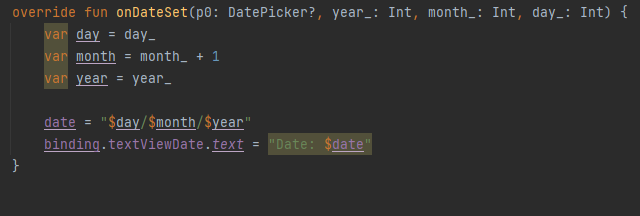 override fun onDateSet(p0: DatePicker?, year_: Int, month_: Int, day_: Int) {
var day = day_
var month = month_ + 1
var year = year_
date = "$day/$month/$year"
binding.textViewDate.text = "Date: $date"
}